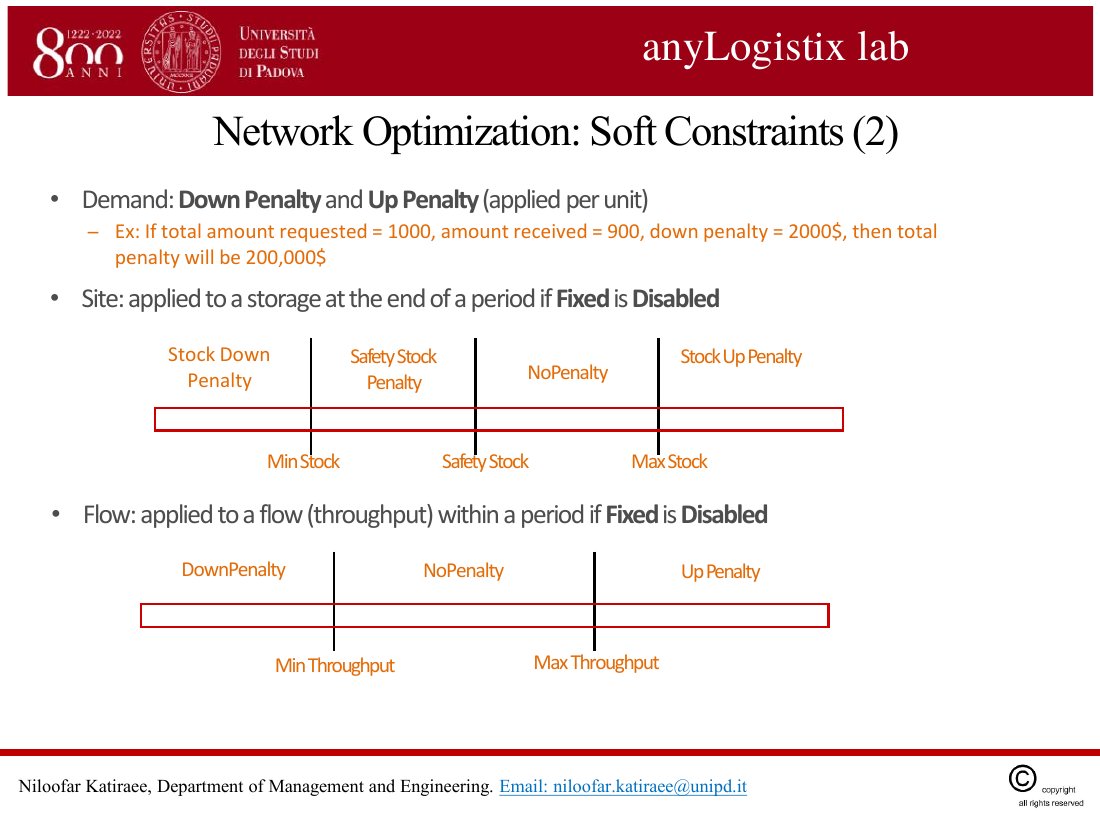 1222·2022
800
ANNI
UNIVERSITÀ
DEGLI STUDI
DI PADOVA
anyLogistix lab
Network Optimization: Soft Constraints (2)
• Demand: Down Penalty and Up Penalty (applied per unit)
– Ex: If total amount requested = 1000, amount received = 900, down penalty = 2000$, then total
penalty will be 200,000$
• Site: applied to a storage at the end of a period if Fixed is Disabled
Stock Down
Penalty
Safety Stock
Penalty
NoPenalty
Stock Up Penalty
Min Stock
Safety Stock
Max Stock
• Flow: applied to a flow (throughput) within a period if Fixed is Disabled
DownPenalty
NoPenalty
Up Penalty
Min Throughput
Max Throughput
Niloofar Katiraee, Department of Management and Engineering. Email: niloofar.katiraee@unipd.it
© copyright
all rights reserved